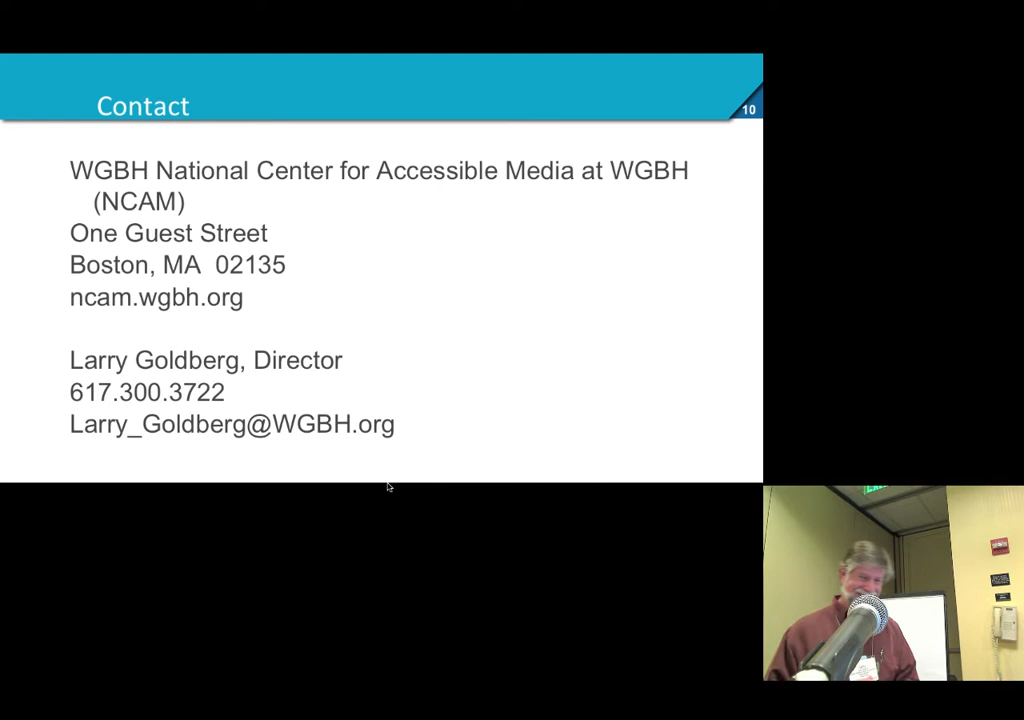 Contact
10
WGBH National Center for Accessible Media at WGBH
(NCAM)
One Guest Street
Boston, MA 02135
ncam.wgbh.org
Larry Goldberg, Director
617.300.3722
Larry_Goldberg@WGBH.org